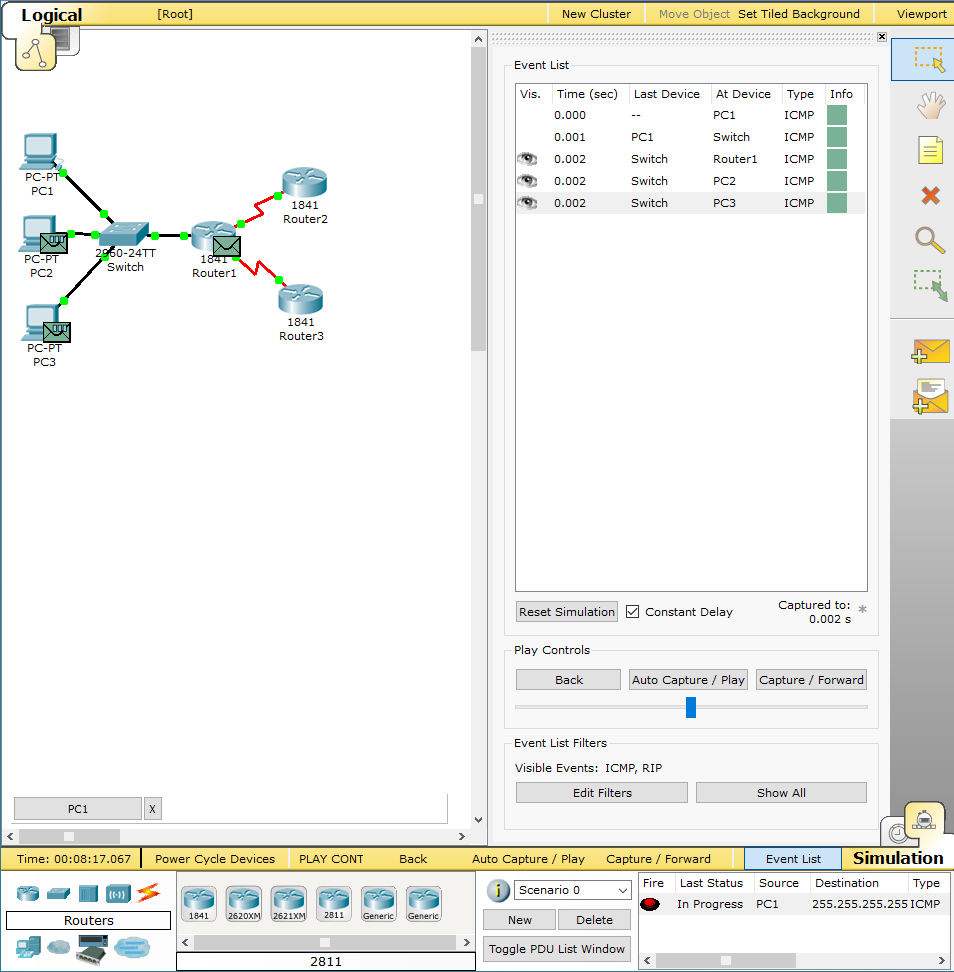 Logical
[Root]
New Cluster
Move Object
Set Tiled Background
Viewport
PC-PT
PC1
PC-PT
PC2
PC-PT
PC3
2960-24TT
Switch
1841
Router1
1841
Router2
1841
Router3
PC1
X
Event List
Vis. Time (sec) Last Device At Device Type Info
0.000 -- PC1 ICMP
0.001 PC1 Switch ICMP
0.002 Switch Router1 ICMP
0.002 Switch PC2 ICMP
0.002 Switch PC3 ICMP
Reset Simulation
Constant Delay
Captured to:
0.002 s
*
Play Controls
Back
Auto Capture / Play
Capture / Forward
Event List Filters
Visible Events: ICMP, RIP
Edit Filters
Show All
Time: 00:08:17.067
Power Cycle Devices
PLAY CONT
Back
Auto Capture / Play
Capture / Forward
Event List
Simulation
Routers
1841
2620XM
2621XM
2811
Generic
Generic
2811
i
Scenario 0
New
Delete
Toggle PDU List Window
Fire Last Status Source Destination Type
In Progress PC1 255.255.255.255 ICMP